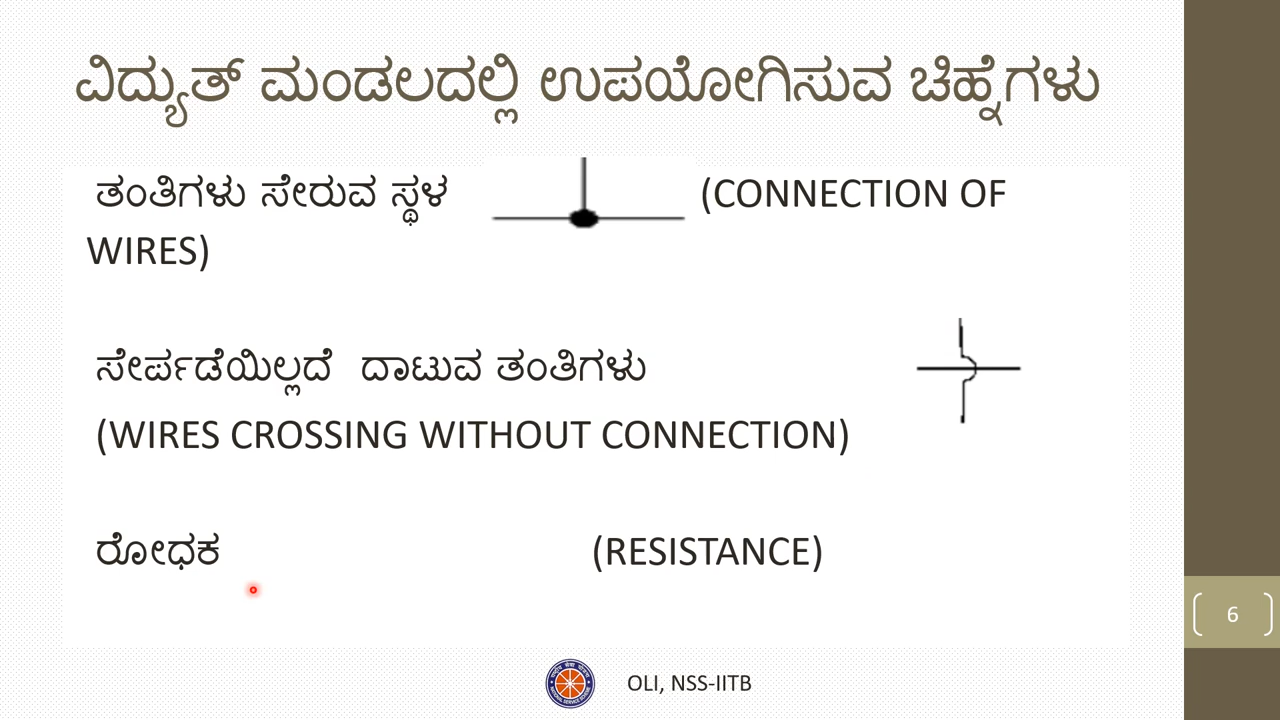 ವಿದ್ಯುತ್ ಮಂಡಲದಲ್ಲಿ ಉಪಯೋಗಿಸುವ ಚಿಹ್ನೆಗಳು
ತಂತಿಗಳು ಸೇರುವ ಸ್ಥಳ (CONNECTION OF
WIRES)
ಸೇರ್ಪಡೆಯಿಲ್ಲದೆ ದಾಟುವ ತಂತಿಗಳು
(WIRES CROSSING WITHOUT CONNECTION)
ರೋಧಕ (RESISTANCE)
6
OLI, NSS-IITB